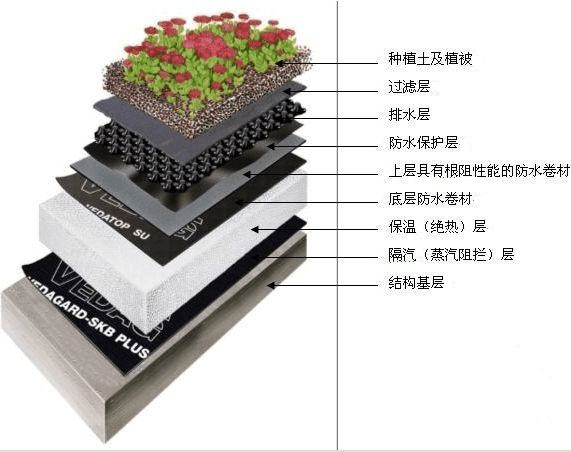 种植土及植被
过滤层
排水层
防水保护层
上层具有根阻性能的防水卷材
底层防水卷材
保温（绝热）层
隔汽（蒸汽阻拦）层
结构基层
VEDAG
VEDATOP SU
VEDAG
VEDAGARD-SKB PLUS